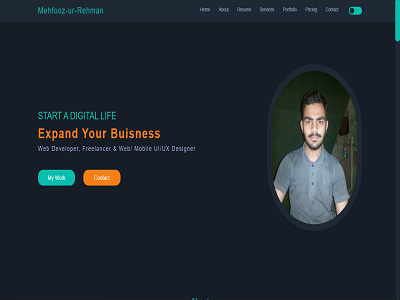 Mehfooz-ur-Rehman
Home About Resume Services Portfolio Pricing Contact
START A DIGITAL LIFE
Expand Your Buisness
Web Developer, Freelancer & Web/ Mobile UI/UX Designer
My Work Contact